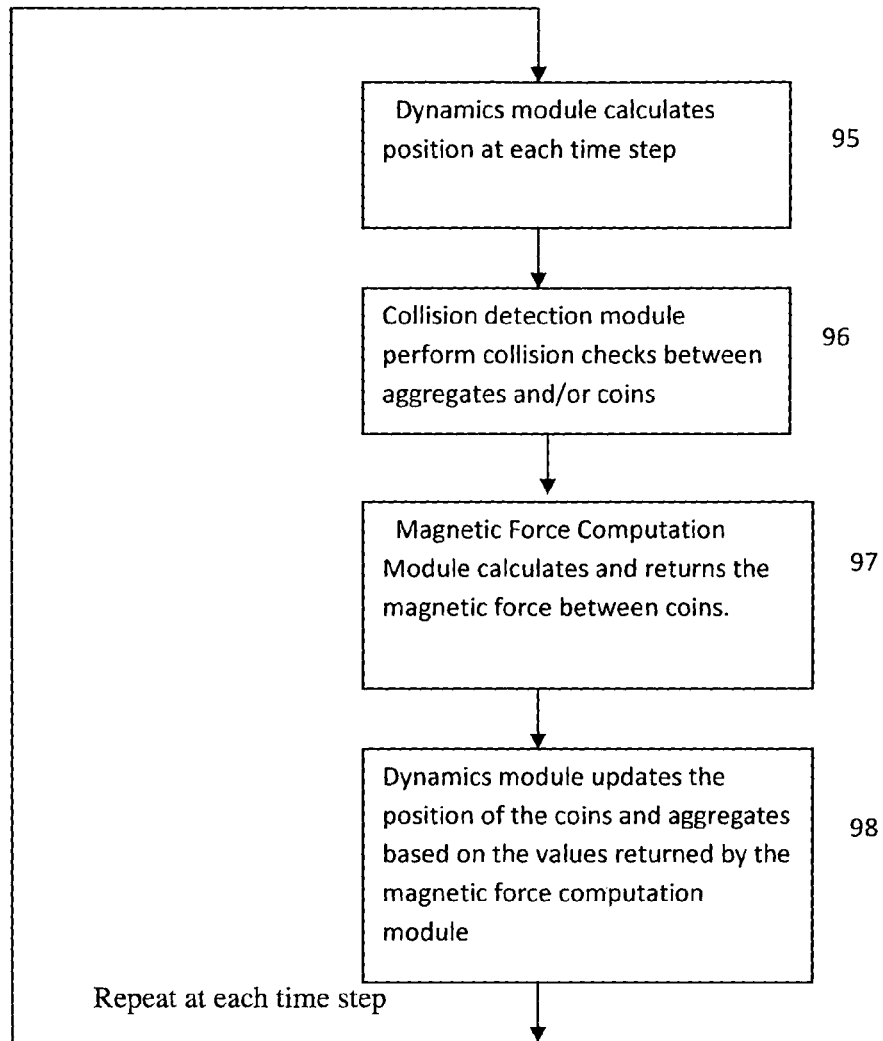 Dynamics module calculates
position at each time step
95
Collision detection module
perform collision checks between
aggregates and/or coins
96
Magnetic Force Computation
Module calculates and returns the
magnetic force between coins.
97
Dynamics module updates the
position of the coins and aggregates
based on the values returned by the
magnetic force computation
module
98
Repeat at each time step